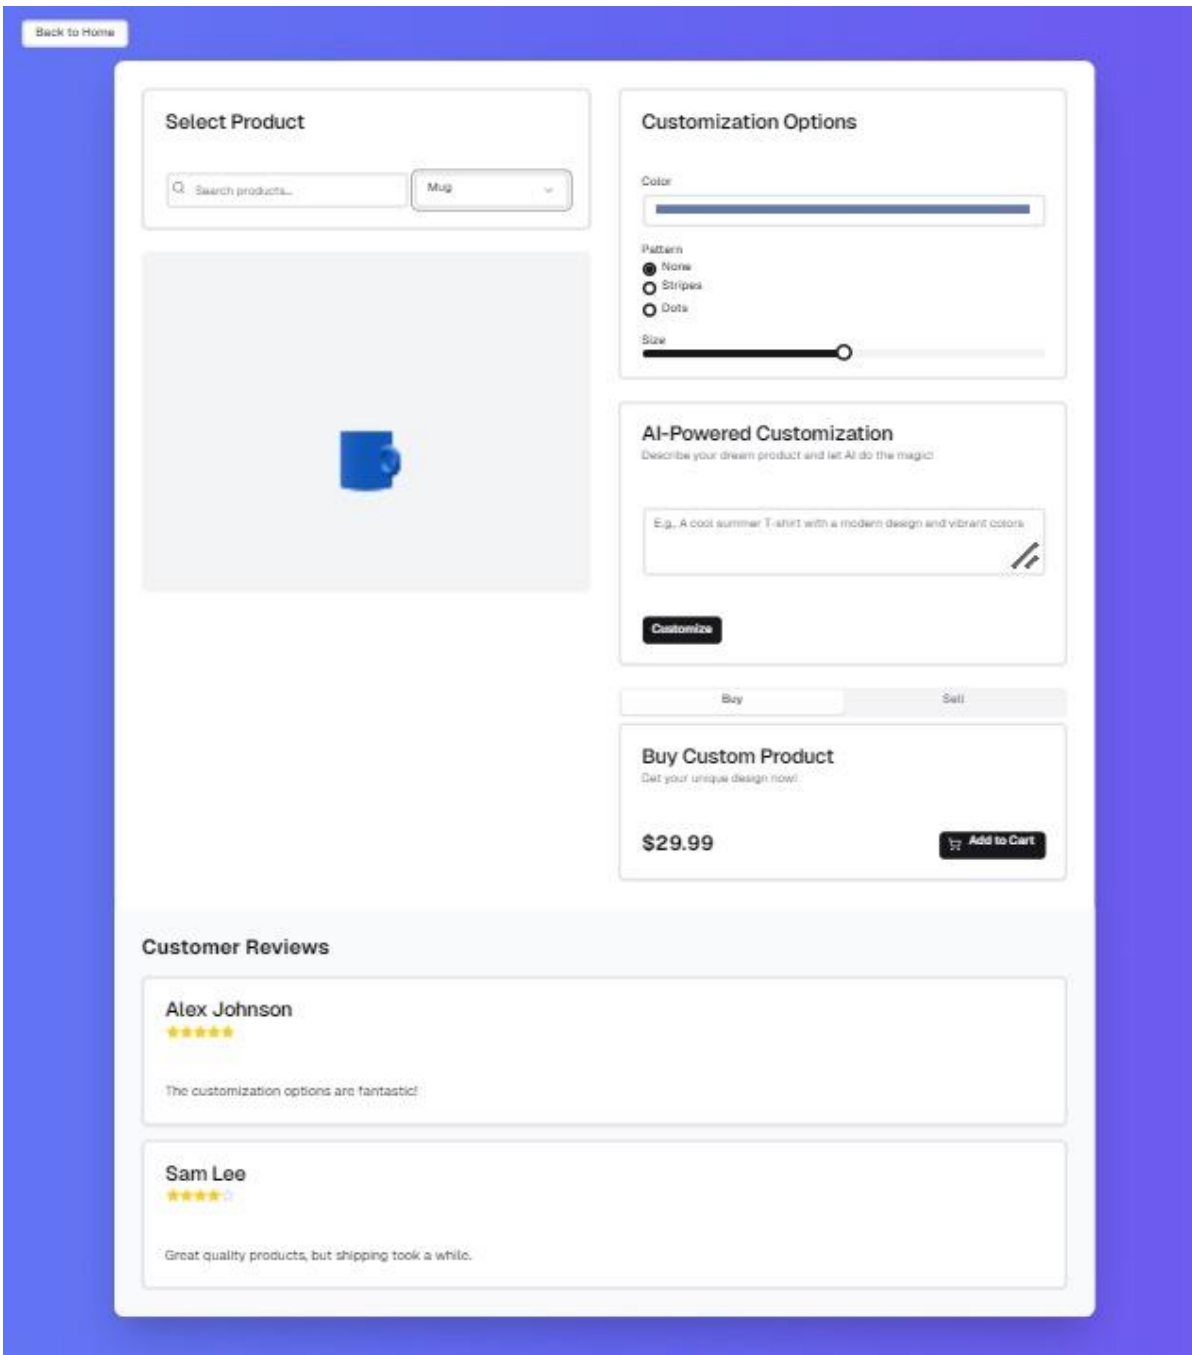 Back to Home
Select Product
Search products...
Mug
Customization Options
Color
Pattern
None
Stripes
Dots
Size
AI-Powered Customization
Describe your dream product and let AI do the magic!
E.g., A cool summer T-shirt with a modern design and vibrant colors
Customize
Buy
Sell
Buy Custom Product
Get your unique design now!
$29.99
Add to Cart
Customer Reviews
Alex Johnson
The customization options are fantastic!
Sam Lee
Great quality products, but shipping took a while.